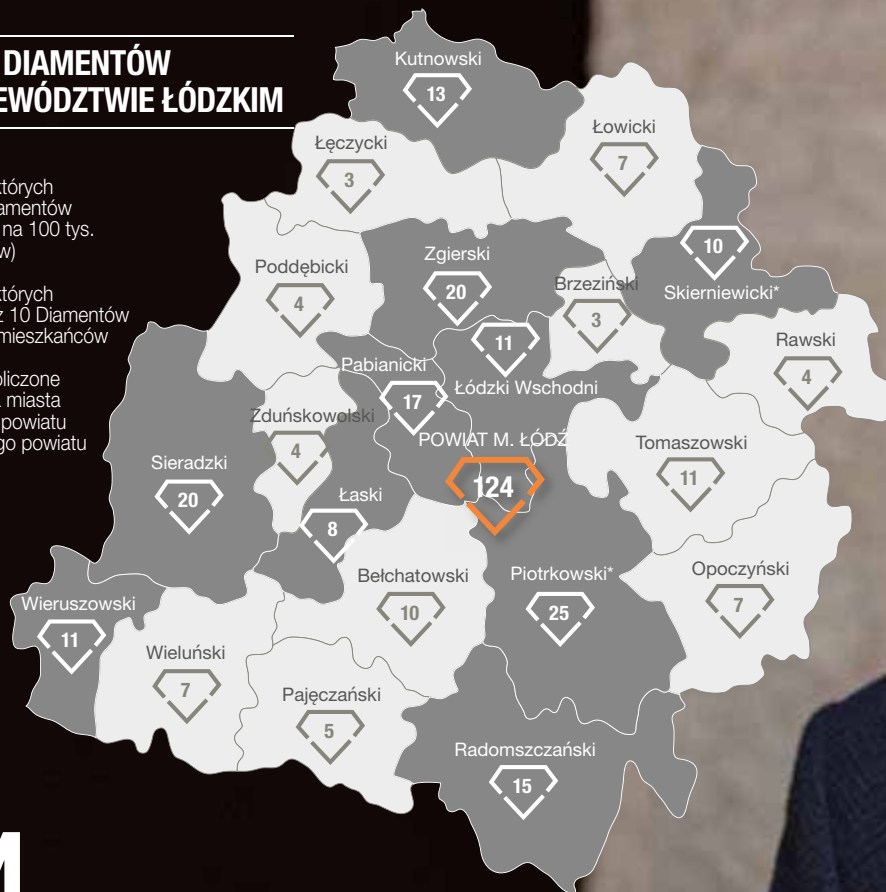 DIAMENTÓW
EWÓDZTWIE ŁÓDZKIM
których
amentów
na 100 tys.
w)
których
z 10 Diamentów
mieszkańców
bliczone
miasta
powiatu
go powiatu
Kutnowski
13
Łęczycki
3
Łowicki
7
Skierniewicki*
10
Zgierski
20
Poddębicki
4
Brzeziński
3
Rawski
4
Łódzki Wschodni
11
Pabianicki
17
Zduńskowolski
4
POWIAT M. ŁÓDŹ
124
Tomaszowski
11
Sieradzki
20
Łaski
8
Bełchatowski
10
Piotrkowski*
25
Opoczyński
7
Wieruszowski
11
Wieluński
7
Pajęczański
5
Radomszczański
15
M